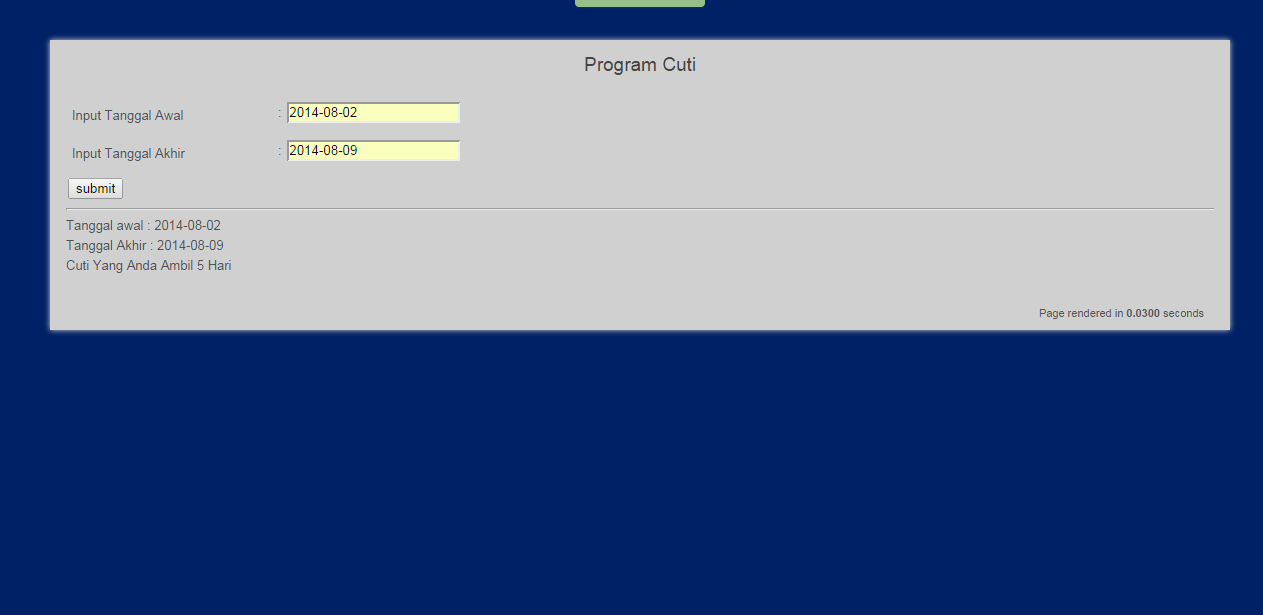 Program Cuti
Input Tanggal Awal : 2014-08-02
Input Tanggal Akhir : 2014-08-09
submit
Tanggal awal : 2014-08-02
Tanggal Akhir : 2014-08-09
Cuti Yang Anda Ambil 5 Hari
Page rendered in 0.0300 seconds